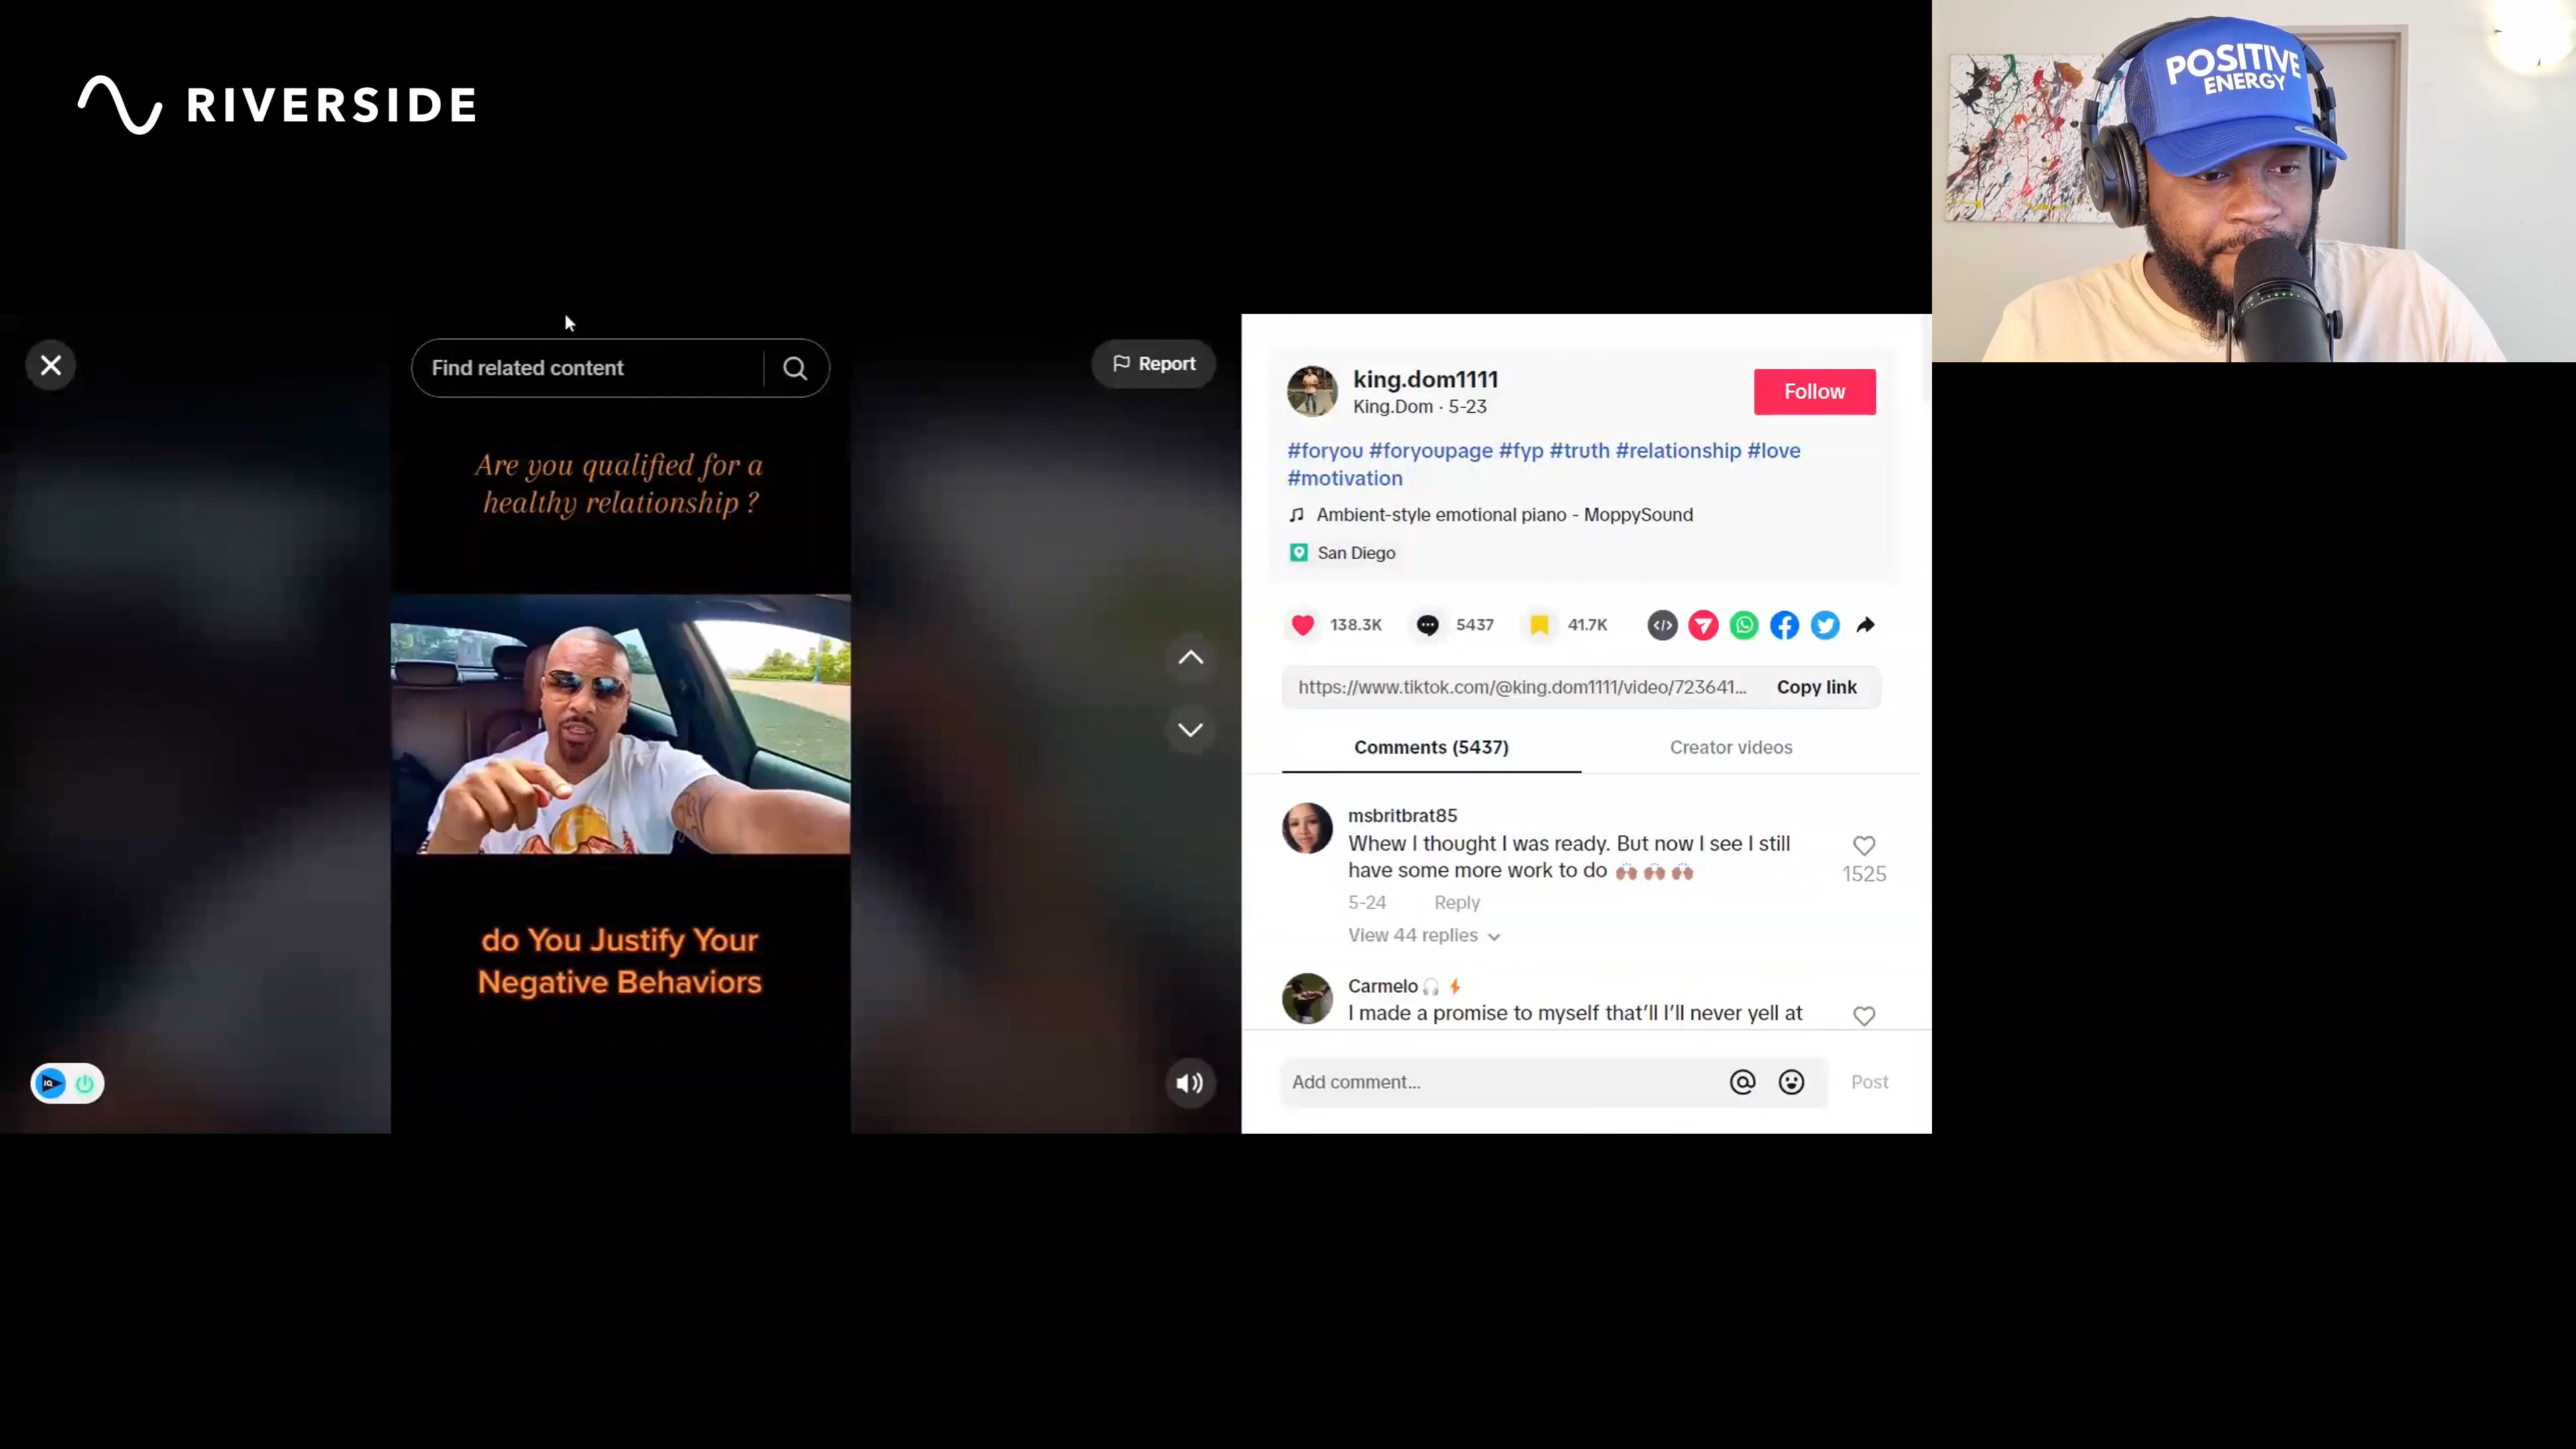 RIVERSIDE
POSITIVE
ENERGY
Find related content
Report
Are you qualified for a
healthy relationship ?
do You Justify Your
Negative Behaviors
IQ
king.dom1111
King.Dom · 5-23
Follow
#foryou #foryoupage #fyp #truth #relationship #love
#motivation
Ambient-style emotional piano - MoppySound
San Diego
138.3K
5437
41.7K
https://www.tiktok.com/@king.dom1111/video/723641...
Copy link
Comments (5437)
Creator videos
msbritbrat85
Whew I thought I was ready. But now I see I still
have some more work to do 🙌🏽 🙌🏽 🙌🏽
1525
5-24
Reply
View 44 replies
Carmelo🎧⚡
I made a promise to myself that'll I'll never yell at
Add comment...
Post